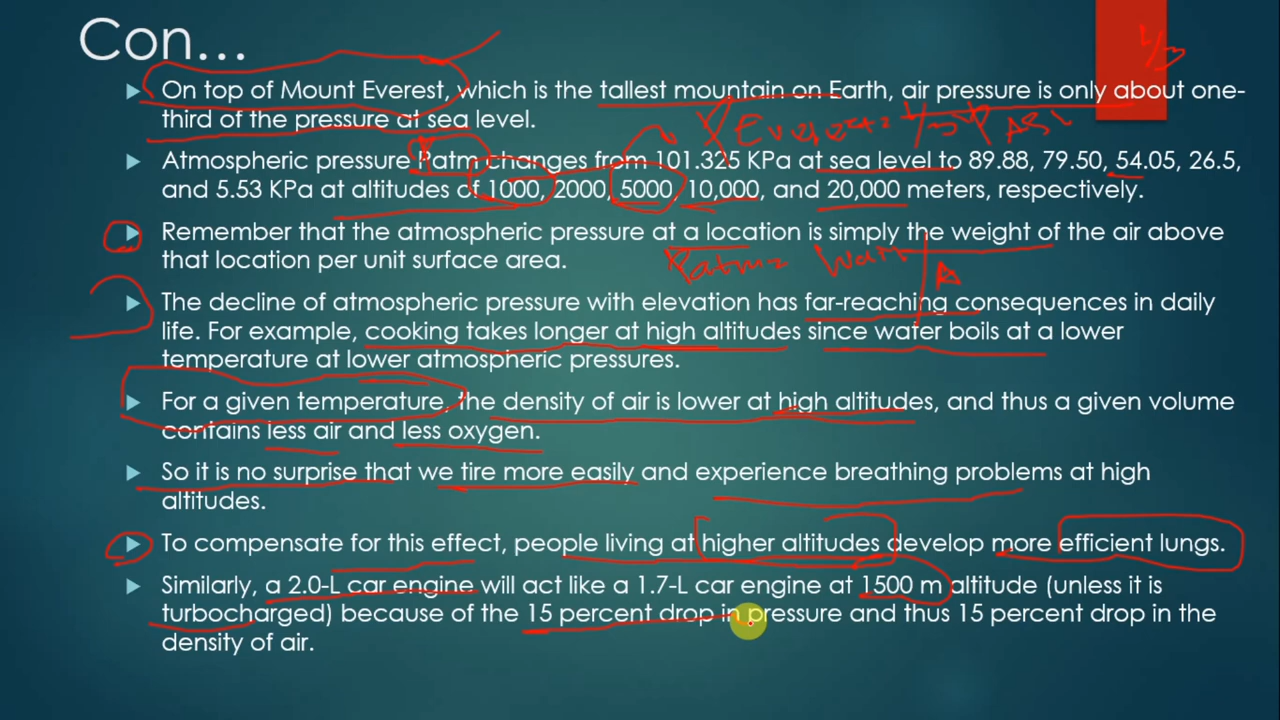 Con…
1/3
On top of Mount Everest, which is the tallest mountain on Earth, air pressure is only about one-
third of the pressure at sea level.
P Everest = 1/3 P ASL
Atmospheric pressure Patm changes from 101.325 KPa at sea level to 89.88, 79.50, 54.05, 26.5,
and 5.53 KPa at altitudes of 1000, 2000, 5000, 10,000, and 20,000 meters, respectively.
Remember that the atmospheric pressure at a location is simply the weight of the air above
that location per unit surface area.
Patm =
A
The decline of atmospheric pressure with elevation has far-reaching consequences in daily
life. For example, cooking takes longer at high altitudes since water boils at a lower
temperature at lower atmospheric pressures.
For a given temperature, the density of air is lower at high altitudes, and thus a given volume
contains less air and less oxygen.
So it is no surprise that we tire more easily and experience breathing problems at high
altitudes.
To compensate for this effect, people living at higher altitudes develop more efficient lungs.
Similarly, a 2.0-L car engine will act like a 1.7-L car engine at 1500 m altitude (unless it is
turbocharged) because of the 15 percent drop in pressure and thus 15 percent drop in the
density of air.